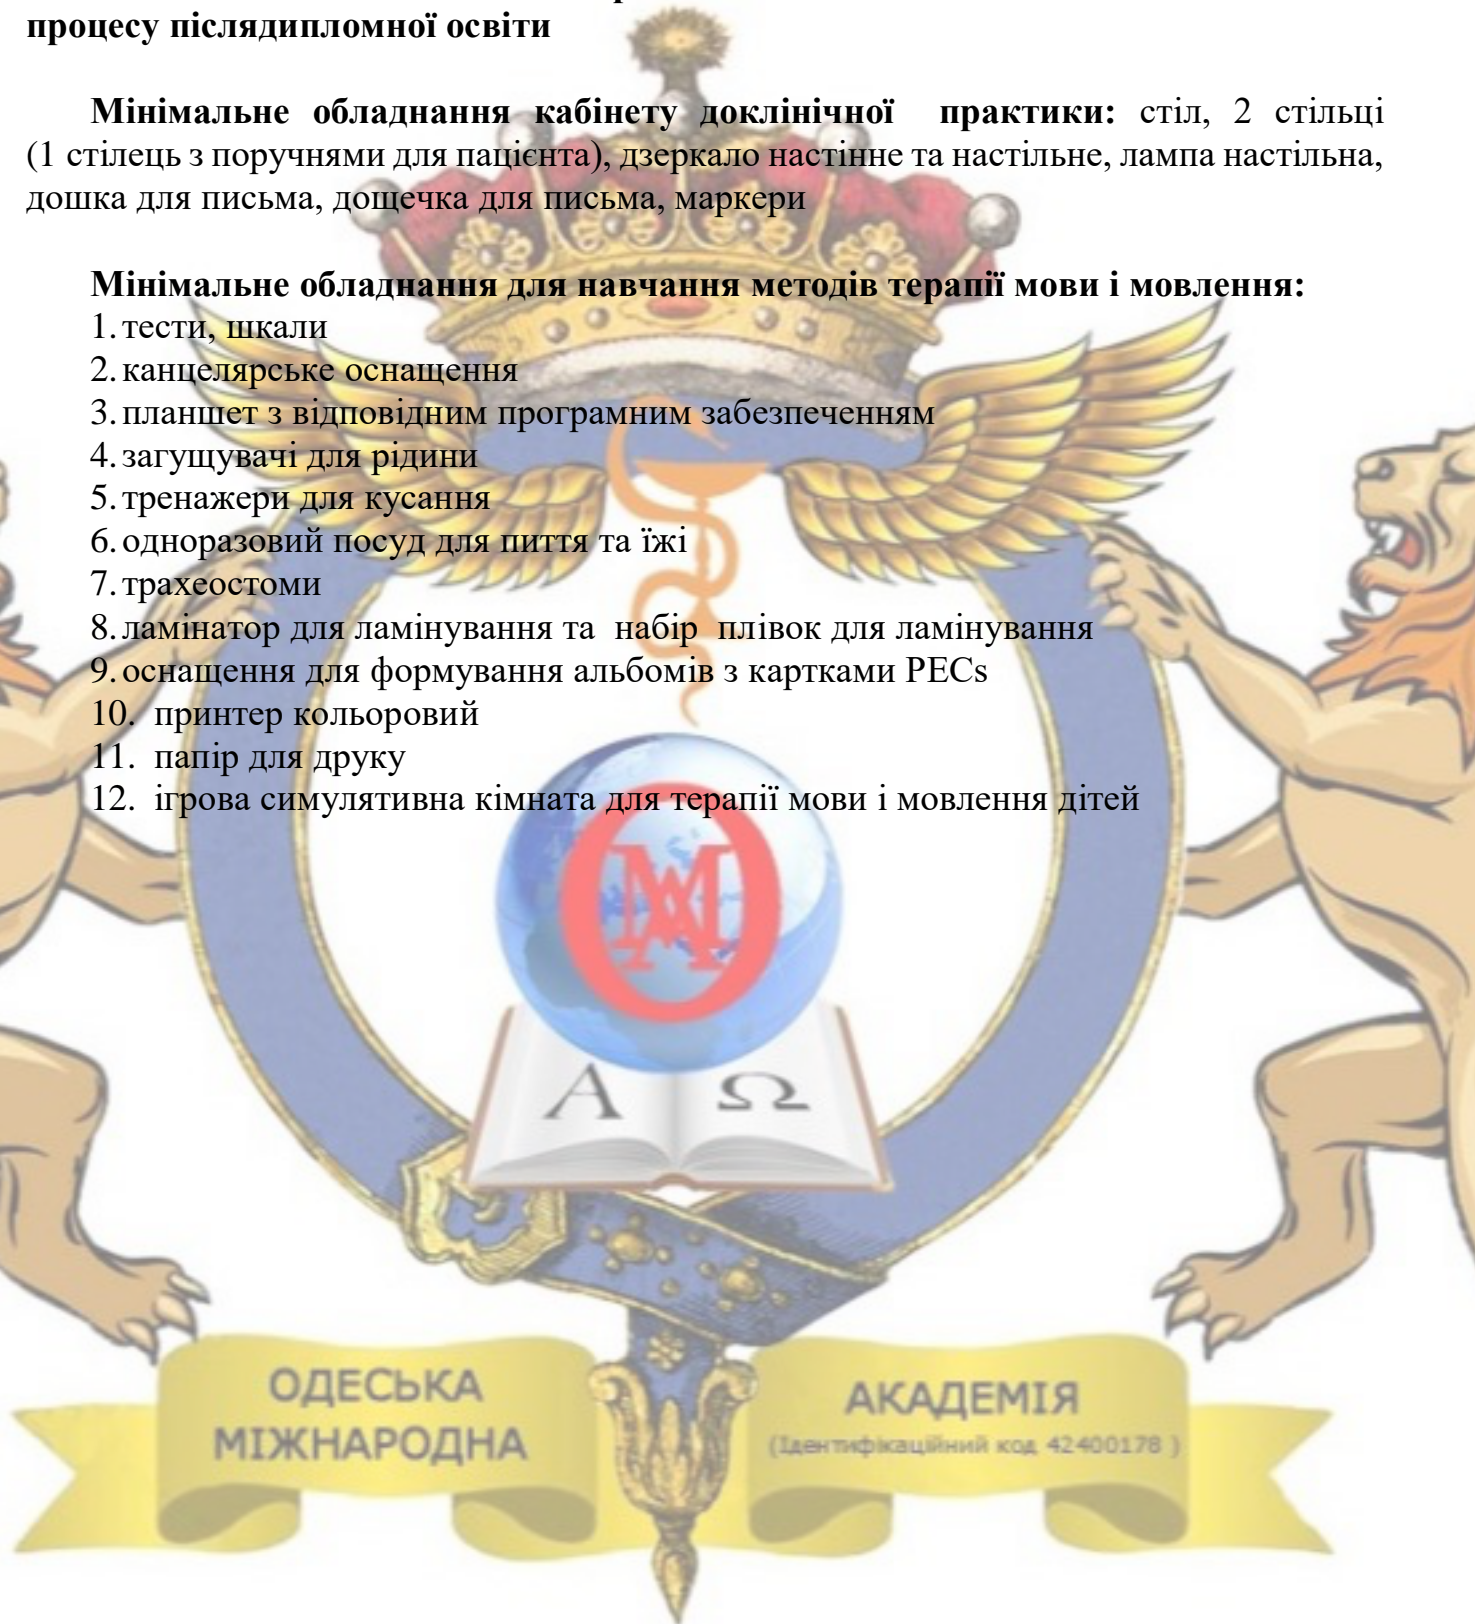 процесу післядипломної освіти
Мінімальне обладнання кабінету доклінічної практики: стіл, 2 стільці
(1 стілець з поручнями для пацієнта), дзеркало настінне та настільне, лампа настільна,
дошка для письма, дощечка для письма, маркери
Мінімальне обладнання для навчання методів терапії мови і мовлення:
1. тести, шкали
2. канцелярське оснащення
3. планшет з відповідним програмним забезпеченням
4. загущувачі для рідини
5. тренажери для кусання
6. одноразовий посуд для пиття та їжі
7. трахеостоми
8. ламінатор для ламінування та набір плівок для ламінування
9. оснащення для формування альбомів з картками PECs
10. принтер кольоровий
11. папір для друку
12. ігрова симулятивна кімната для терапії мови і мовлення дітей
ОМА
Α Ω
ОДЕСЬКА
МІЖНАРОДНА
АКАДЕМІЯ
(Ідентифікаційний код 42400178 )